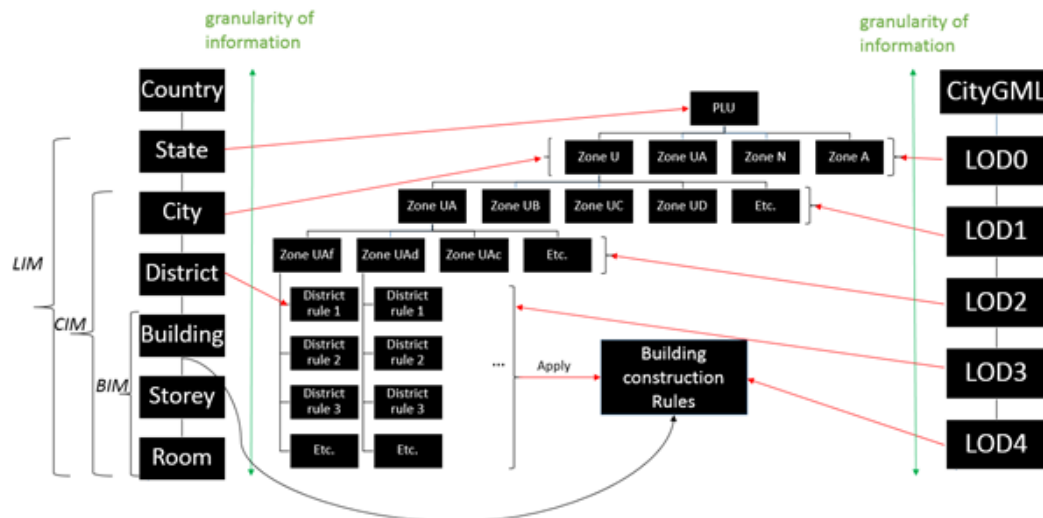 granularity of
information
granularity of
information
Country
CityGML
PLU
State
Zone U
Zone UA
Zone N
Zone A
LOD0
City
Zone UA
Zone UB
Zone UC
Zone UD
Etc.
LOD1
LIM
District
Zone UAf
Zone UAd
Zone UAc
Etc.
LOD2
CIM
Building
District
rule 1
District
rule 1
District
rule 2
District
rule 2
...
Apply
Building
construction
Rules
LOD3
BIM
Storey
District
rule 3
District
rule 3
Room
Etc.
Etc.
LOD4